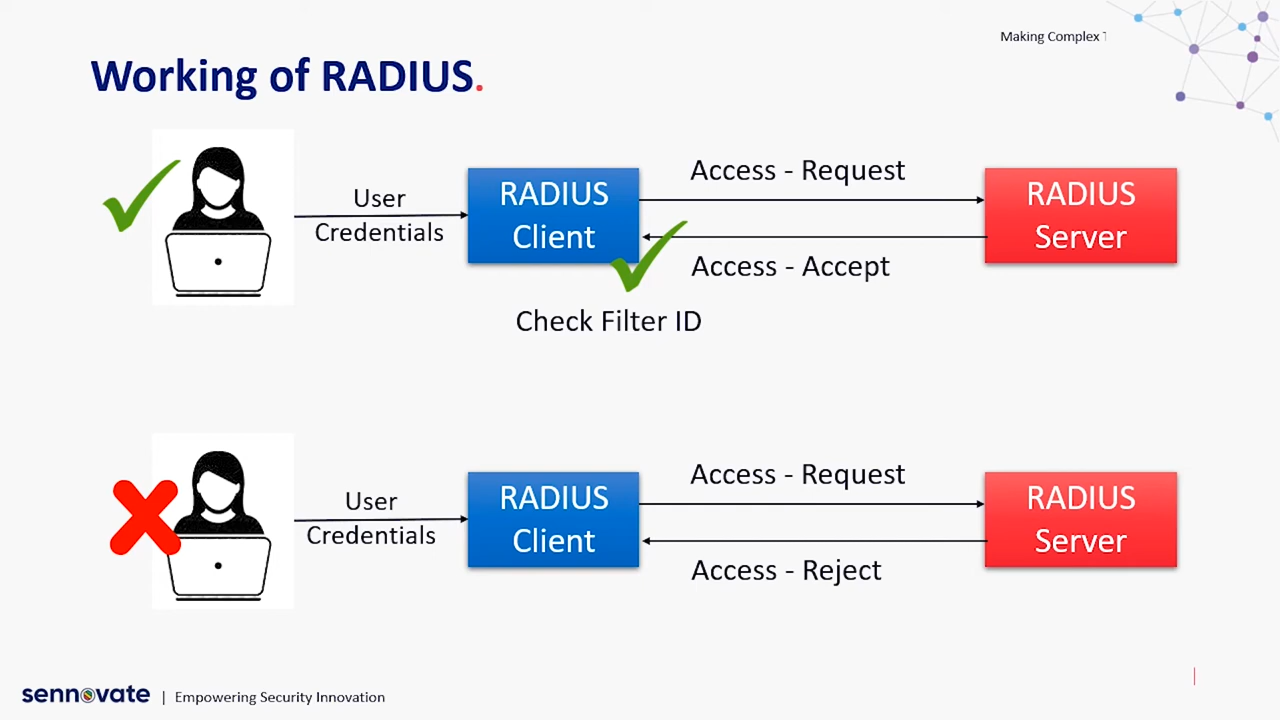 Making Complex
Working of RADIUS.
User
Credentials
RADIUS
Client
Access - Request
Access - Accept
RADIUS
Server
Check Filter ID
User
Credentials
RADIUS
Client
Access - Request
Access - Reject
RADIUS
Server
sennovate | Empowering Security Innovation